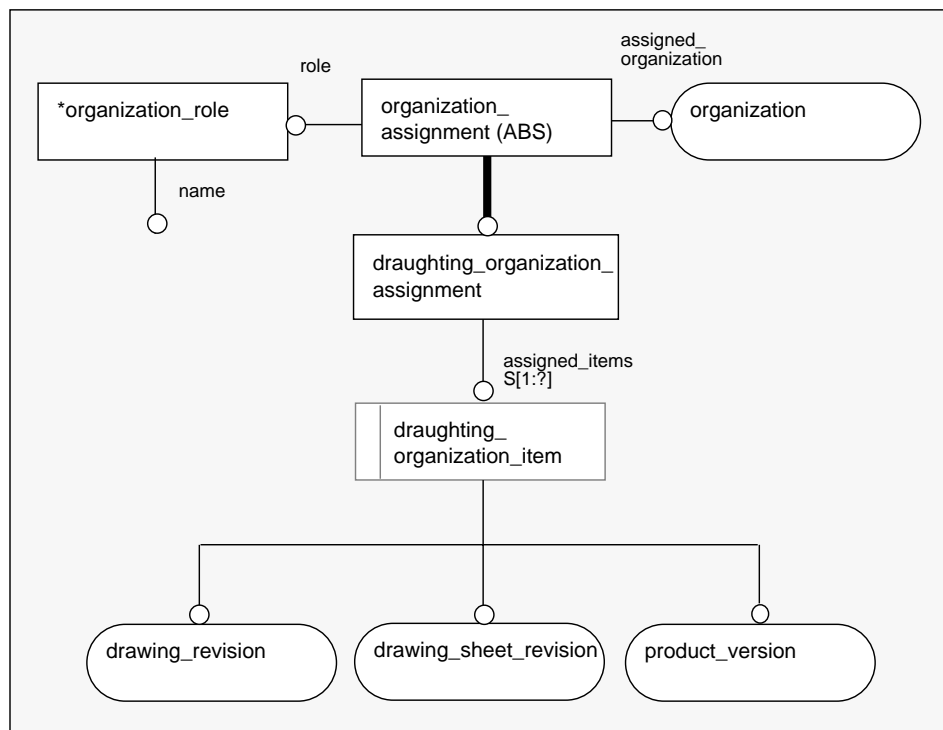 assigned_
organization
role
*organization_role
organization_
assignment (ABS)
organization
name
draughting_organization_
assignment
assigned_items
S[1:?]
draughting_
organization_item
drawing_revision
drawing_sheet_revision
product_version